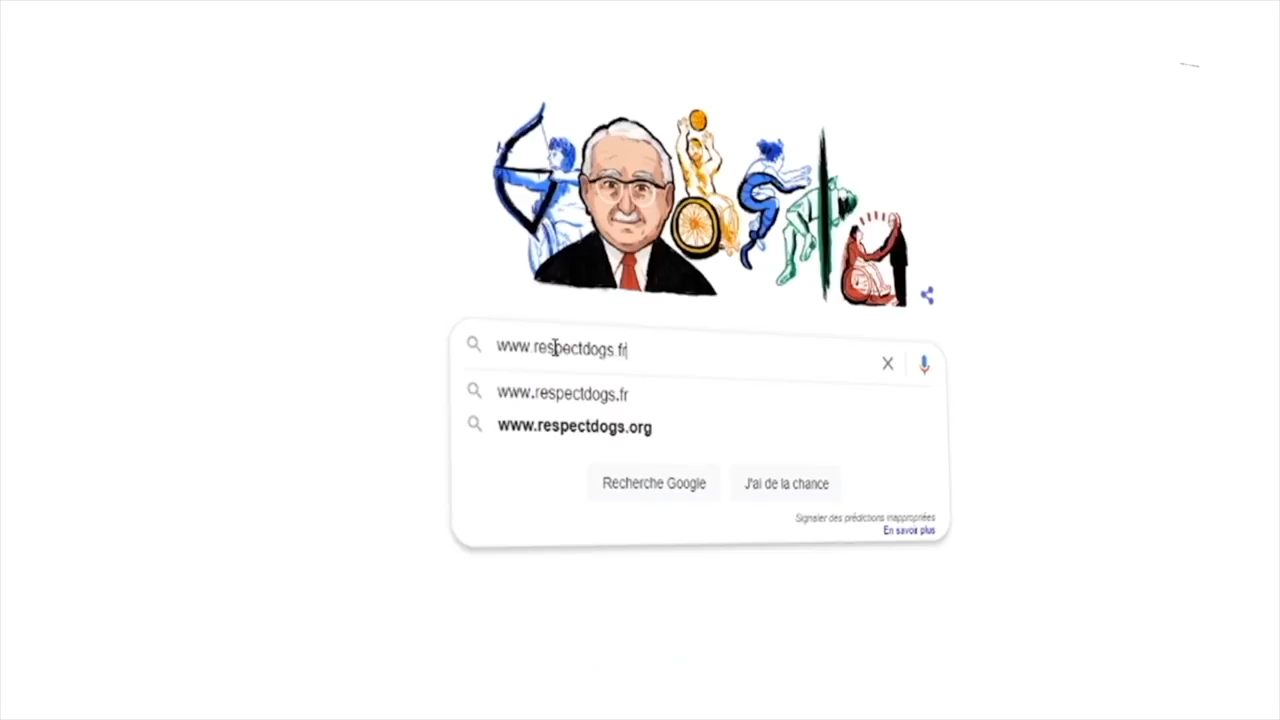 www.respectdogs.fr
www.respectdogs.fr
www.respectdogs.org
Recherche Google
J'ai de la chance
Signaler des prédictions inappropriées
En savoir plus